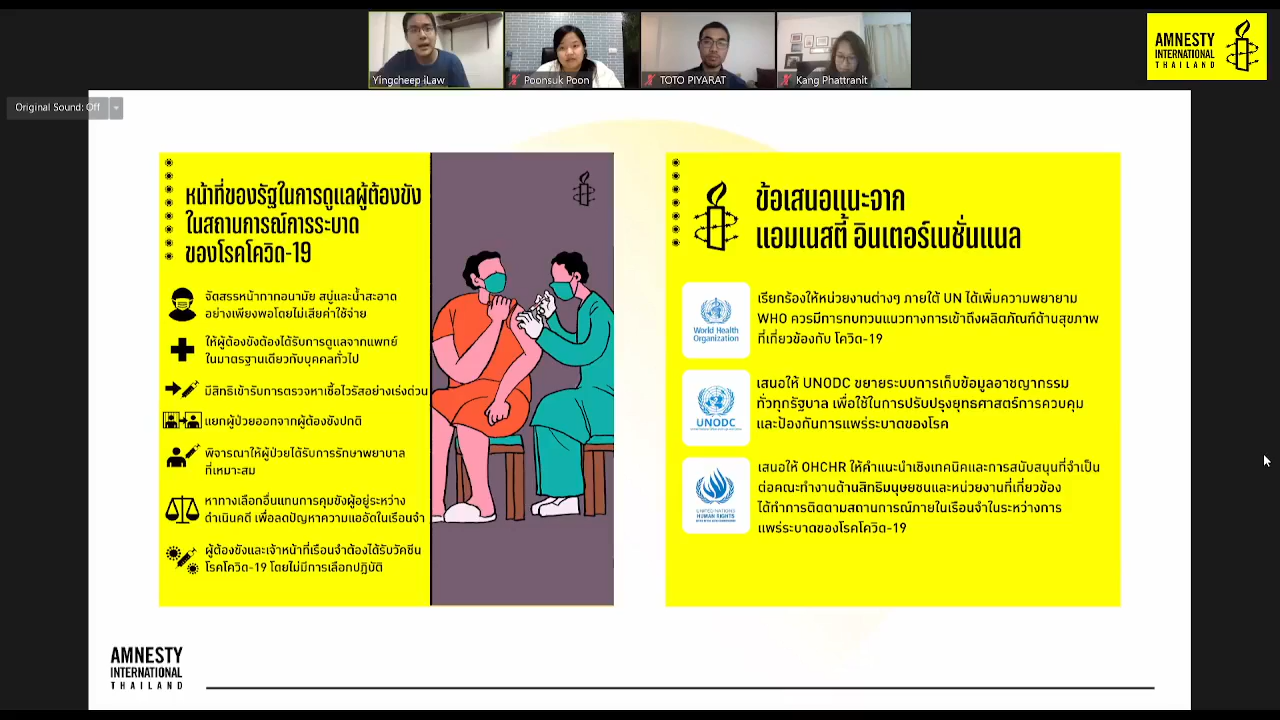 Yingcheep iLaw
Poonsuk Poon
TOTO PIYARAT
Kang Phattranit
AMNESTY
INTERNATIONAL
THAILAND
Original Sound: Off
หน้าที่ของรัฐในการดูแลผู้ต้องขัง
ในสถานการณ์การระบาด
ของโรคโควิด-19
จัดสรรหน้ากากอนามัย สบู่และน้ำสะอาด
อย่างเพียงพอโดยไม่เสียค่าใช้จ่าย
ให้ผู้ต้องขังต้องได้รับการดูแลจากแพทย์
ในมาตรฐานเดียวกับบุคคลทั่วไป
มีสิทธิเข้ารับการตรวจหาเชื้อไวรัสอย่างเร่งด่วน
แยกผู้ป่วยออกจากผู้ต้องขังปกติ
พิจารณาให้ผู้ป่วยได้รับการรักษาพยาบาล
ที่เหมาะสม
หาทางเลือกอื่นแทนการคุมขังผู้อยู่ระหว่าง
ดำเนินคดี เพื่อลดปัญหาความแออัดในเรือนจำ
ผู้ต้องขังและเจ้าหน้าที่เรือนจำต้องได้รับวัคซีน
โรคโควิด-19 โดยไม่มีการเลือกปฏิบัติ
ข้อเสนอแนะจาก
แอมเนสตี้ อินเตอร์เนชั่นแนล
World Health
Organization
เรียกร้องให้หน่วยงานต่างๆ ภายใต้ UN ได้เพิ่มความพยายาม
WHO ควรมีการทบทวนแนวทางการเข้าถึงผลิตภัณฑ์ด้านสุขภาพ
ที่เกี่ยวข้องกับ โควิด-19
UNODC
เสนอให้ UNODC ขยายระบบการเก็บข้อมูลอาชญากรรม
ทั่วทุกรัฐบาล เพื่อใช้ในการปรับปรุงยุทธศาสตร์การควบคุม
และป้องกันการแพร่ระบาดของโรค
UNITED NATIONS
HUMAN RIGHTS
เสนอให้ OHCHR ให้คำแนะนำเชิงเทคนิคและการสนับสนุนที่จำเป็น
ต่อคณะทำงานด้านสิทธิมนุษยชนและหน่วยงานที่เกี่ยวข้อง
ได้ทำการติดตามสถานการณ์ภายในเรือนจำในระหว่างการ
แพร่ระบาดของโรคโควิด-19
AMNESTY
INTERNATIONAL
THAILAND